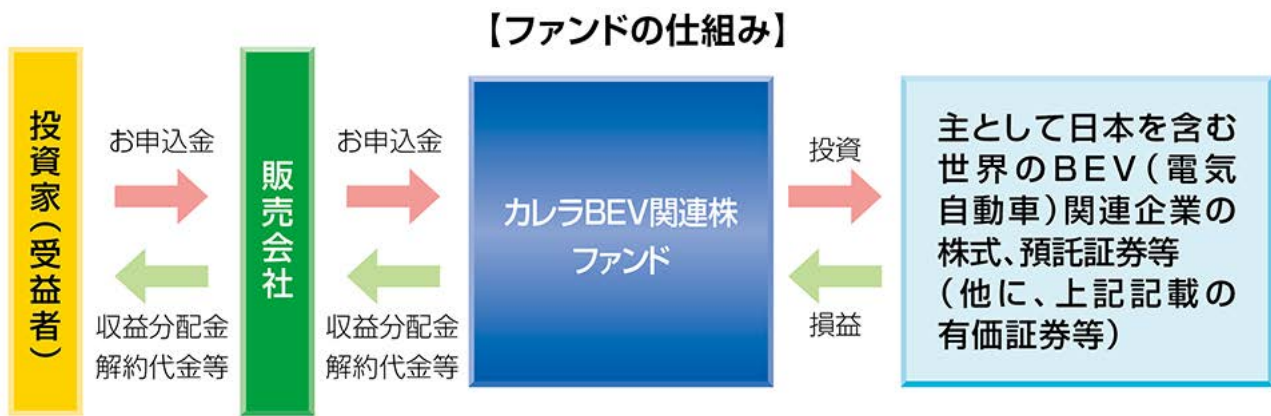 【ファンドの仕組み】
投資家(受益者)
お申込金
収益分配金
解約代金等
販売会社
お申込金
収益分配金
解約代金等
カレラBEV関連株
ファンド
投資
損益
主として日本を含む
世界のBEV(電気
自動車)関連企業の
株式、預託証券等
(他に、上記記載の
有価証券等)